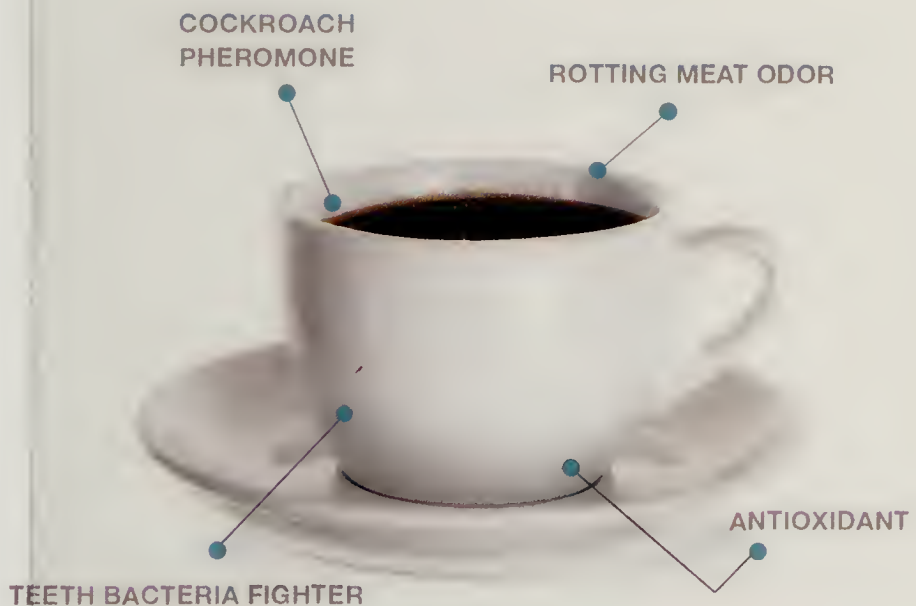 COCKROACH
PHEROMONE
ROTTING MEAT ODOR
ANTIOXIDANT
TEETH BACTERIA FIGHTER